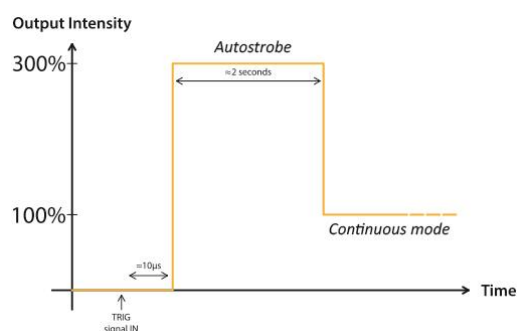 Output Intensity
Autostrobe
300%
≈2 seconds
100%
Continuous mode
≈10μs
Time
TRIG
signal IN